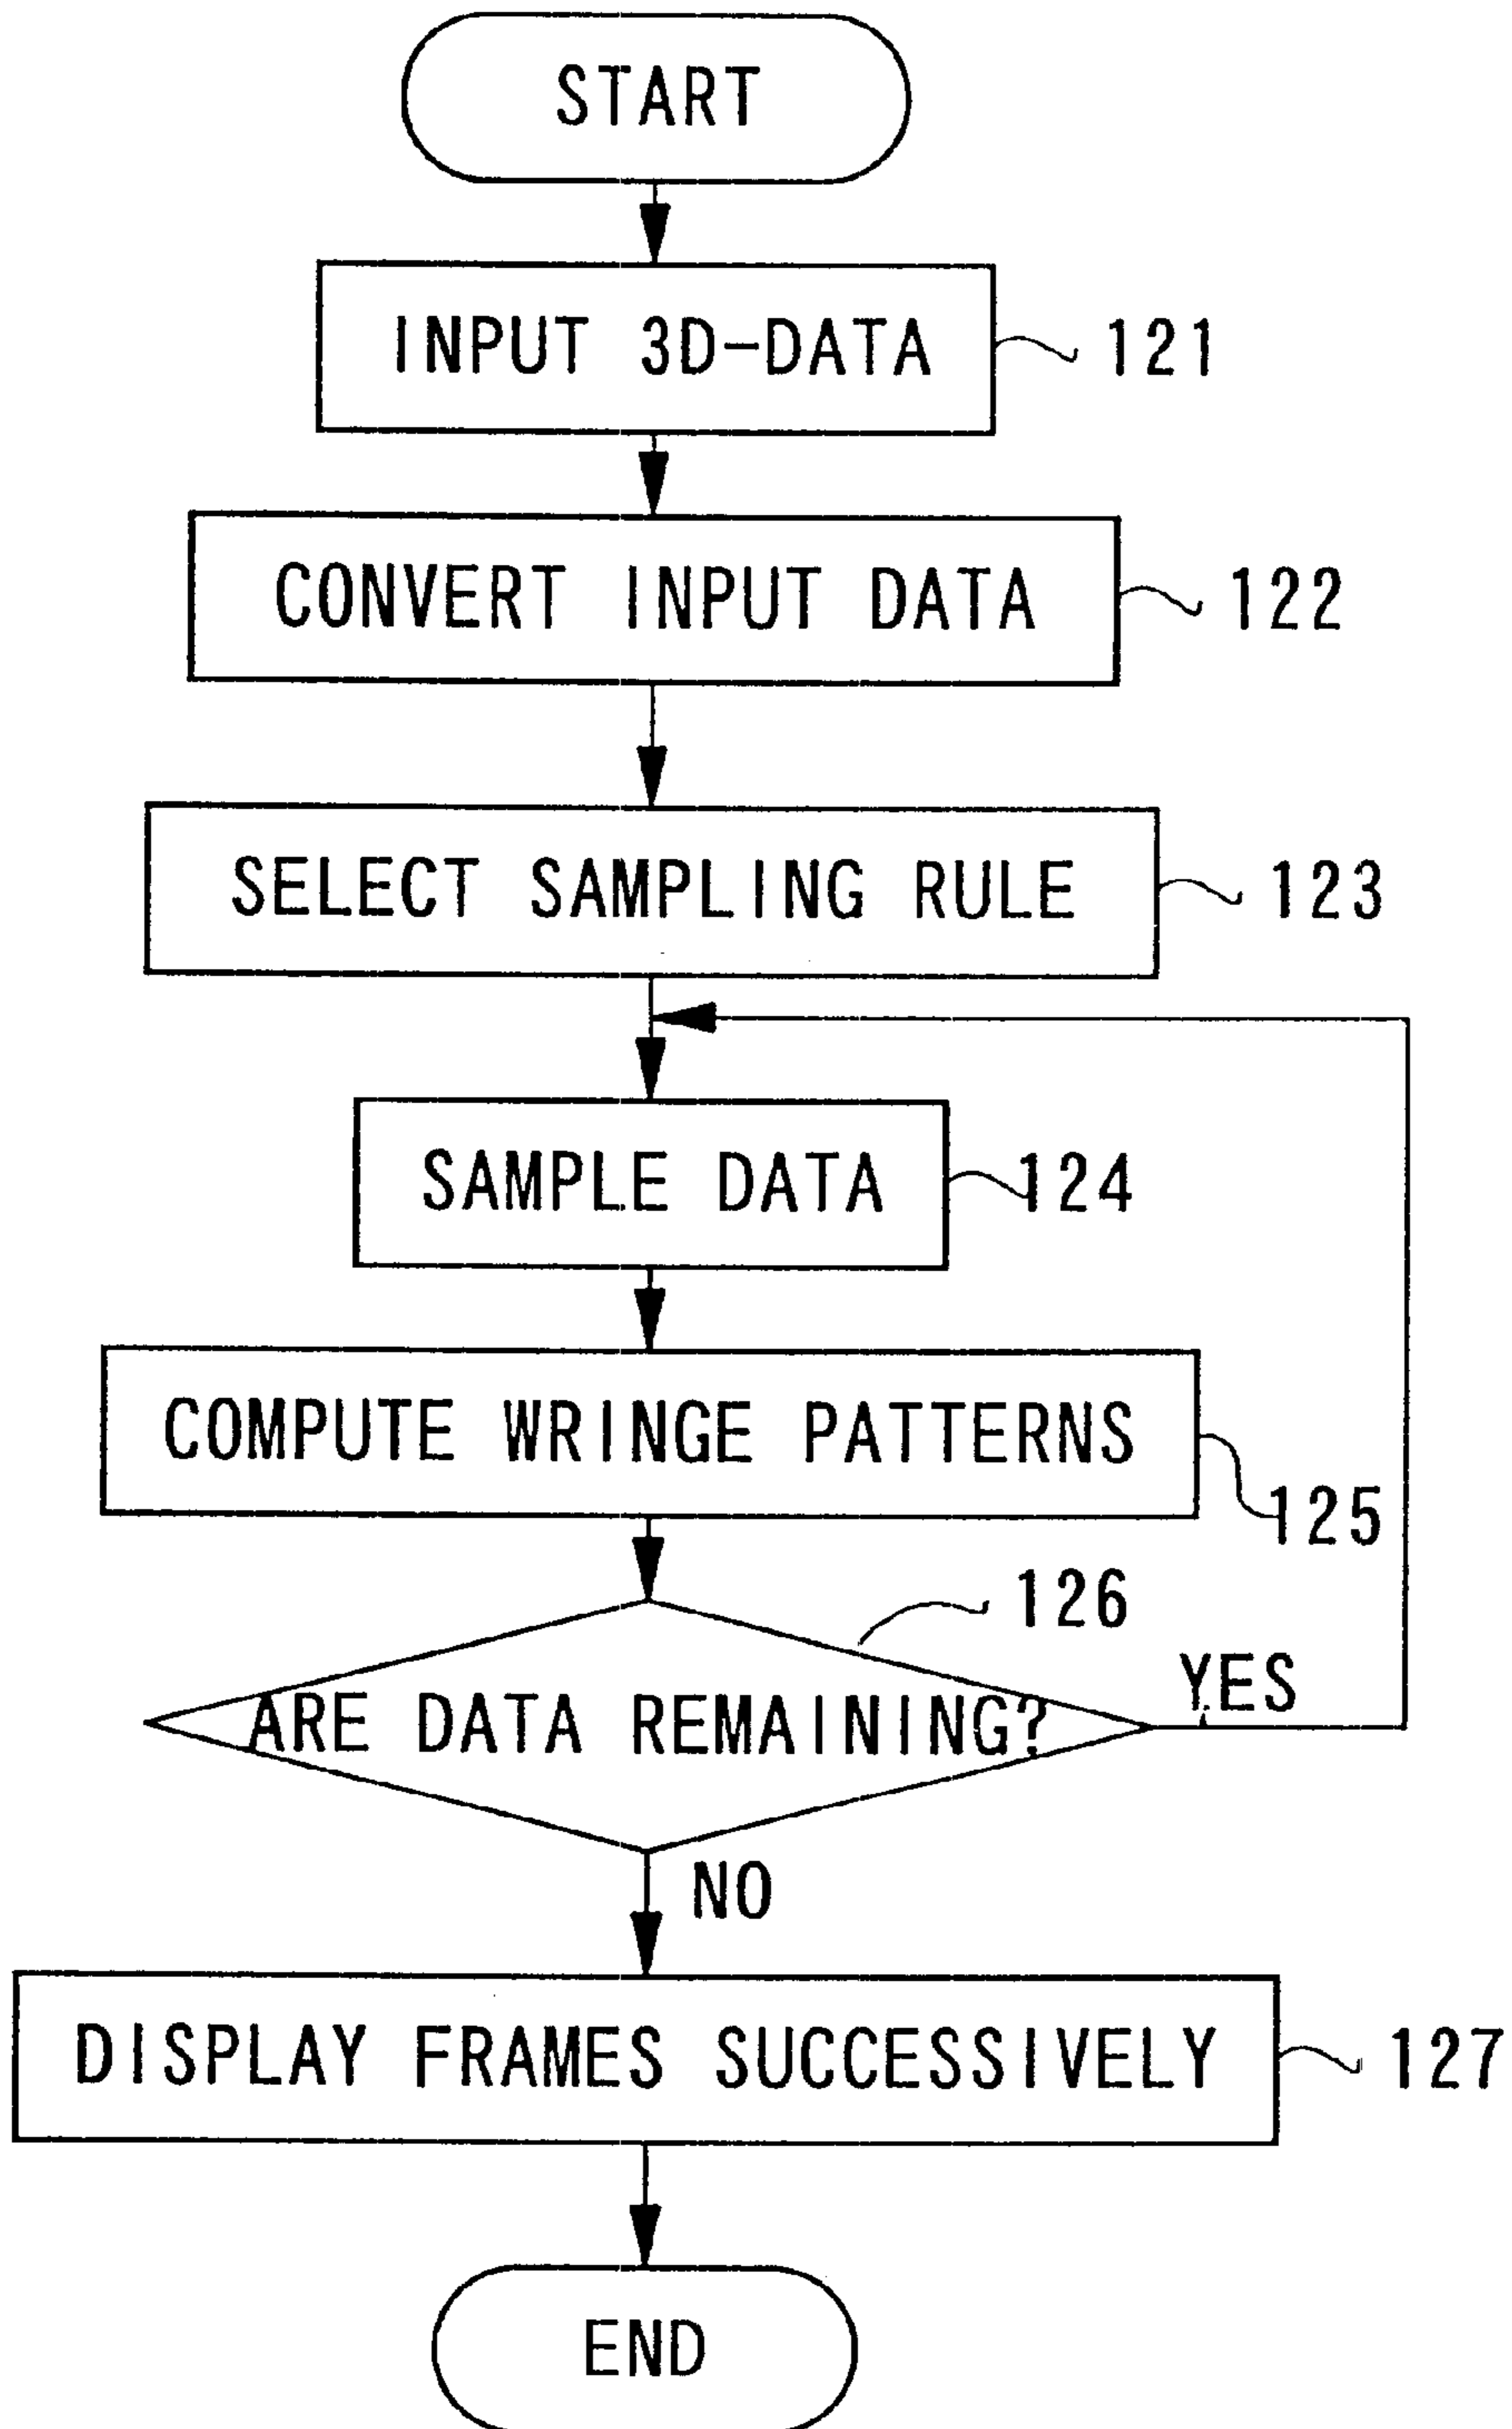 START
INPUT 3D-DATA
121
CONVERT INPUT DATA
122
SELECT SAMPLING RULE
123
SAMPLE DATA
124
COMPUTE WRINGE PATTERNS
125
126
ARE DATA REMAINING?
YES
NO
DISPLAY FRAMES SUCCESSIVELY
127
END